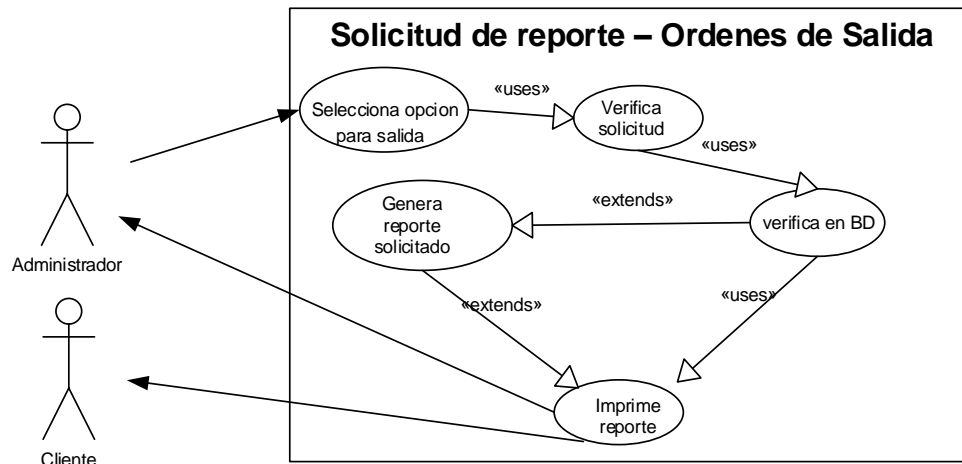 Solicitud de reporte – Ordenes de Salida
«uses»
Selecciona opcion
para salida
Verifica
solicitud
«uses»
Genera
reporte
solicitado
«extends»
verifica en BD
Administrador
«extends»
«uses»
Imprime
reporte
Cliente